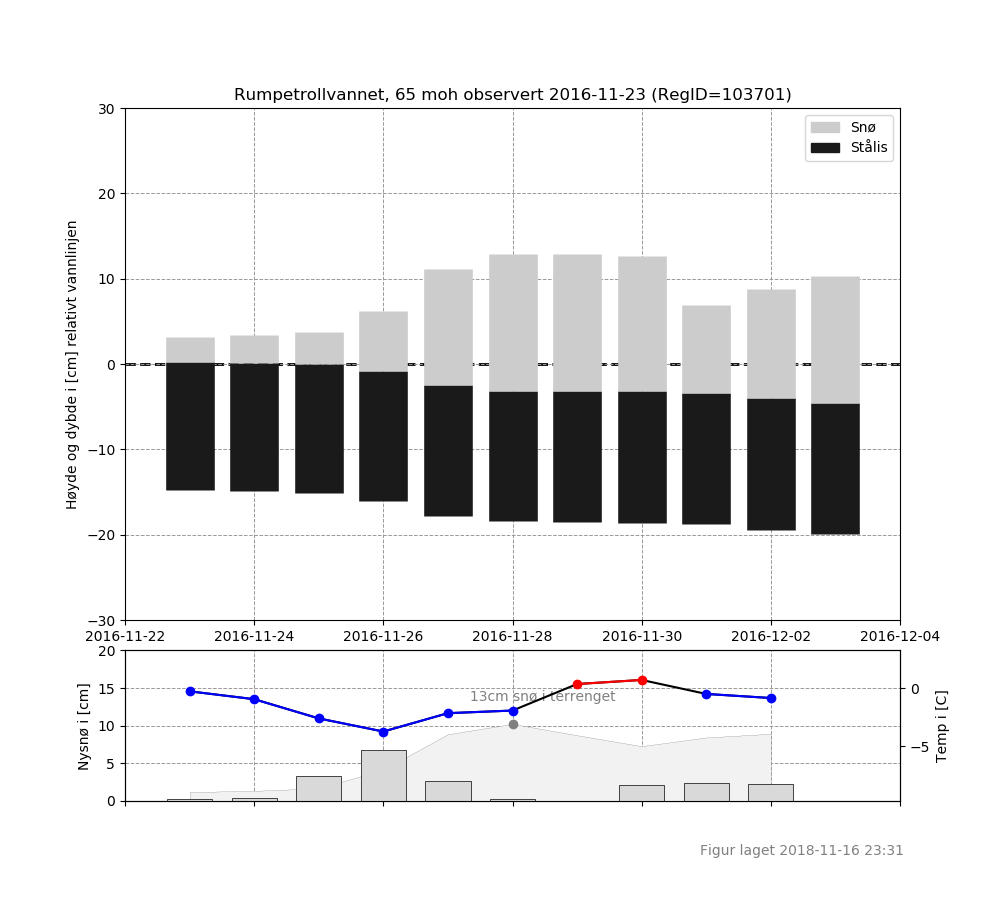 Rumpetrollvannet, 65 moh observert 2016-11-23 (RegID=103701)
Høyde og dybde i [cm] relativt vannlinjen
30
20
10
0
−10
−20
−30
Snø
Stålis
2016-11-22 2016-11-24 2016-11-26 2016-11-28 2016-11-30 2016-12-02 2016-12-04
Nysnø i [cm]
20
15
10
5
0
13cm snø i terrenget
0
−5
Temp i [C]
Figur laget 2018-11-16 23:31